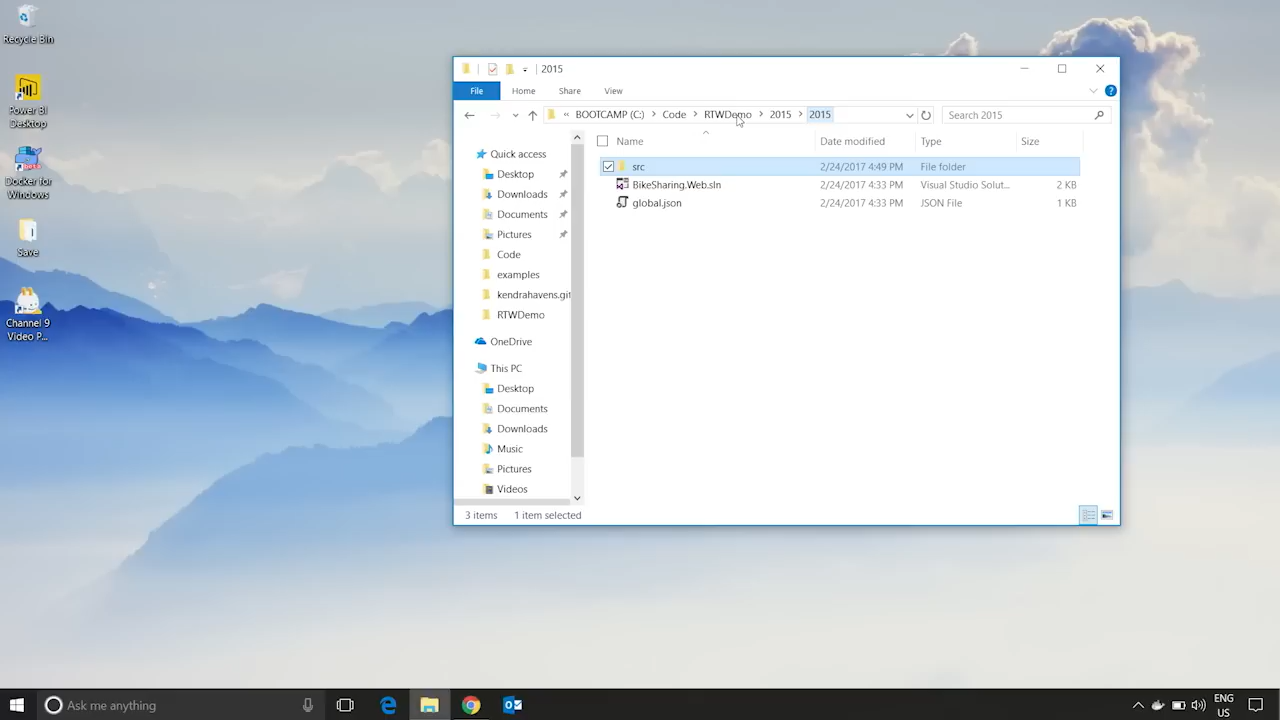 Recycle Bin
Power BI
Desktop
Docker for
Windows
Save
Channel 9
Video P...
2015
File
Home
Share
View
?
« BOOTCAMP (C:) > Code > RTWDemo > 2015 > 2015
Search 2015
Name
Date modified
Type
Size
src
2/24/2017 4:49 PM
File folder
BikeSharing.Web.sln
2/24/2017 4:33 PM
Visual Studio Solut...
2 KB
global.json
2/24/2017 4:33 PM
JSON File
1 KB
Quick access
Desktop
Downloads
Documents
Pictures
Code
examples
kendrahavens.git
RTWDemo
OneDrive
This PC
Desktop
Documents
Downloads
Music
Pictures
Videos
3 items
1 item selected
Ask me anything
ENG
US